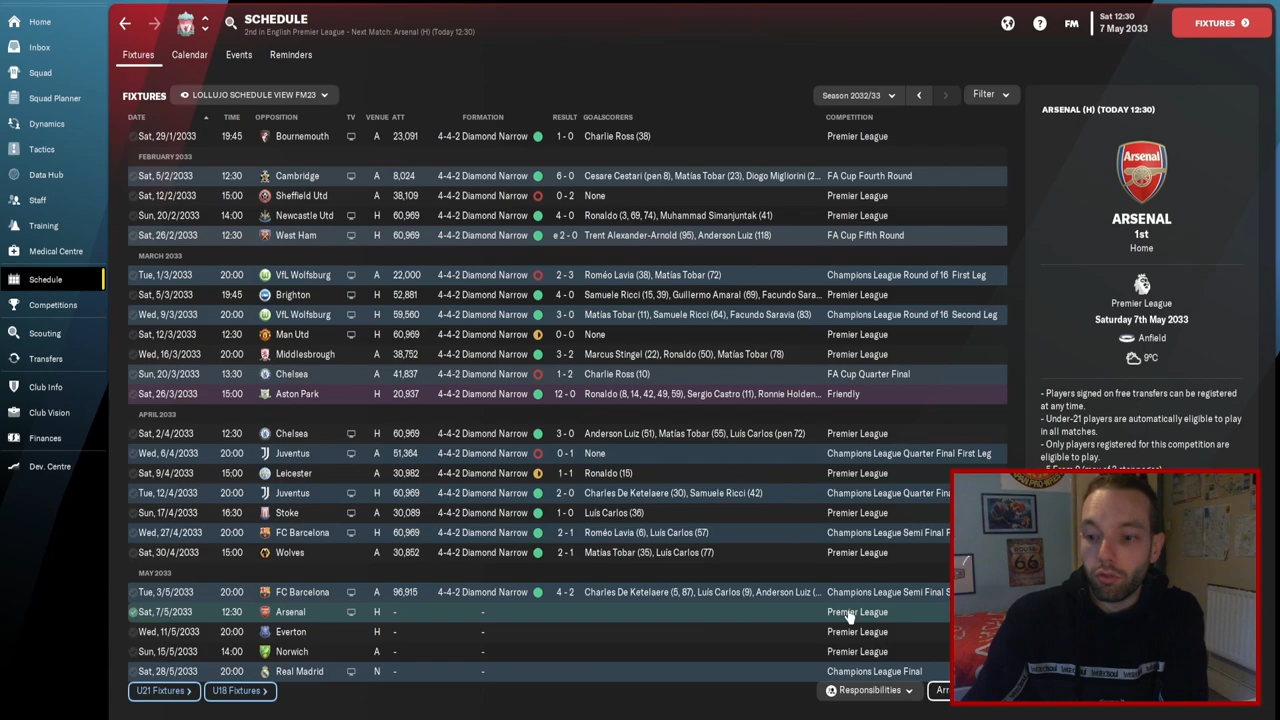 Home
Inbox
Squad
Squad Planner
Dynamics
Tactics
Data Hub
Staff
Training
Medical Centre
Schedule
Competitions
Scouting
Transfers
Club Info
Club Vision
Finances
Dev. Centre
SCHEDULE
2nd in English Premier League - Next Match: Arsenal (H) (Today 12:30)
FM
Sat 12:30
7 May 2033
FIXTURES
Fixtures Calendar Events Reminders
FIXTURES LOLLUJO SCHEDULE VIEW FM23 Season 2032/33 Filter
DATE TIME OPPOSITION TV VENUE ATT FORMATION RESULT GOALSCORERS COMPETITION
Sat, 29/1/2033 19:45 Bournemouth A 23,091 4-4-2 Diamond Narrow 1 - 0 Charlie Ross (38) Premier League
FEBRUARY 2033
Sat, 5/2/2033 12:30 Cambridge A 8,024 4-4-2 Diamond Narrow 6 - 0 Cesare Cestari (pen 8), Matías Tobar (23), Diogo Migliorini (2... FA Cup Fourth Round
Sat, 12/2/2033 15:00 Sheffield Utd A 38,109 4-4-2 Diamond Narrow 0 - 2 None Premier League
Sun, 20/2/2033 14:00 Newcastle Utd H 60,969 4-4-2 Diamond Narrow 4 - 0 Ronaldo (3, 69, 74), Muhammad Simanjuntak (41) Premier League
Sat, 26/2/2033 12:30 West Ham H 60,969 4-4-2 Diamond Narrow e 2 - 0 Trent Alexander-Arnold (95), Anderson Luiz (118) FA Cup Fifth Round
MARCH 2033
Tue, 1/3/2033 20:00 VfL Wolfsburg A 22,000 4-4-2 Diamond Narrow 2 - 3 Roméo Lavia (38), Matías Tobar (72) Champions League Round of 16 First Leg
Sat, 5/3/2033 19:45 Brighton H 52,881 4-4-2 Diamond Narrow 4 - 0 Samuele Ricci (15, 39), Guillermo Amaral (69), Facundo Sara... Premier League
Wed, 9/3/2033 20:00 VfL Wolfsburg H 59,560 4-4-2 Diamond Narrow 3 - 0 Matías Tobar (11), Samuele Ricci (64), Facundo Saravia (83) Champions League Round of 16 Second Leg
Sat, 12/3/2033 12:30 Man Utd H 60,969 4-4-2 Diamond Narrow 0 - 0 None Premier League
Wed, 16/3/2033 20:00 Middlesbrough A 38,752 4-4-2 Diamond Narrow 3 - 2 Marcus Stingel (22), Ronaldo (50), Matías Tobar (78) Premier League
Sun, 20/3/2033 13:30 Chelsea A 41,837 4-4-2 Diamond Narrow 1 - 2 Charlie Ross (10) FA Cup Quarter Final
Sat, 26/3/2033 15:00 Aston Park H 20,937 4-4-2 Diamond Narrow 12 - 0 Ronaldo (8, 14, 42, 49, 59), Sergio Castro (11), Ronnie Holden... Friendly
APRIL 2033
Sat, 2/4/2033 12:30 Chelsea H 60,969 4-4-2 Diamond Narrow 3 - 0 Anderson Luiz (51), Matías Tobar (55), Luís Carlos (pen 72) Premier League
Wed, 6/4/2033 20:00 Juventus A 51,364 4-4-2 Diamond Narrow 0 - 1 None Champions League Quarter Final First Leg
Sat, 9/4/2033 15:00 Leicester A 30,982 4-4-2 Diamond Narrow 1 - 1 Ronaldo (15) Premier League
Tue, 12/4/2033 20:00 Juventus H 60,969 4-4-2 Diamond Narrow 2 - 0 Charles De Ketelaere (30), Samuele Ricci (42) Champions League Quarter Fina
Sun, 17/4/2033 16:30 Stoke A 30,089 4-4-2 Diamond Narrow 1 - 0 Luís Carlos (36) Premier League
Wed, 27/4/2033 20:00 FC Barcelona H 60,969 4-4-2 Diamond Narrow 2 - 1 Roméo Lavia (6), Luís Carlos (57) Champions League Semi Final F
Sat, 30/4/2033 15:00 Wolves A 30,852 4-4-2 Diamond Narrow 2 - 1 Matías Tobar (35), Luís Carlos (77) Premier League
MAY 2033
Tue, 3/5/2033 20:00 FC Barcelona A 96,915 4-4-2 Diamond Narrow 4 - 2 Charles De Ketelaere (5, 87), Luís Carlos (9), Anderson Luiz (... Champions League Semi Final S
Sat, 7/5/2033 12:30 Arsenal H - - Premier League
Wed, 11/5/2033 20:00 Everton H - - Premier League
Sun, 15/5/2033 14:00 Norwich A - - Premier League
Sat, 28/5/2033 20:00 Real Madrid N - - Champions League Final
U21 Fixtures U18 Fixtures Responsibilities Arr
ARSENAL (H) (TODAY 12:30)
Arsenal
ARSENAL
1st
Home
Premier League
Saturday 7th May 2033
Anfield
9°C
- Players signed on free transfers can be registered
at any time.
- Under-21 players are automatically eligible to play
in all matches.
- Only players registered for this competition are
eligible to play.
ROUTE
66